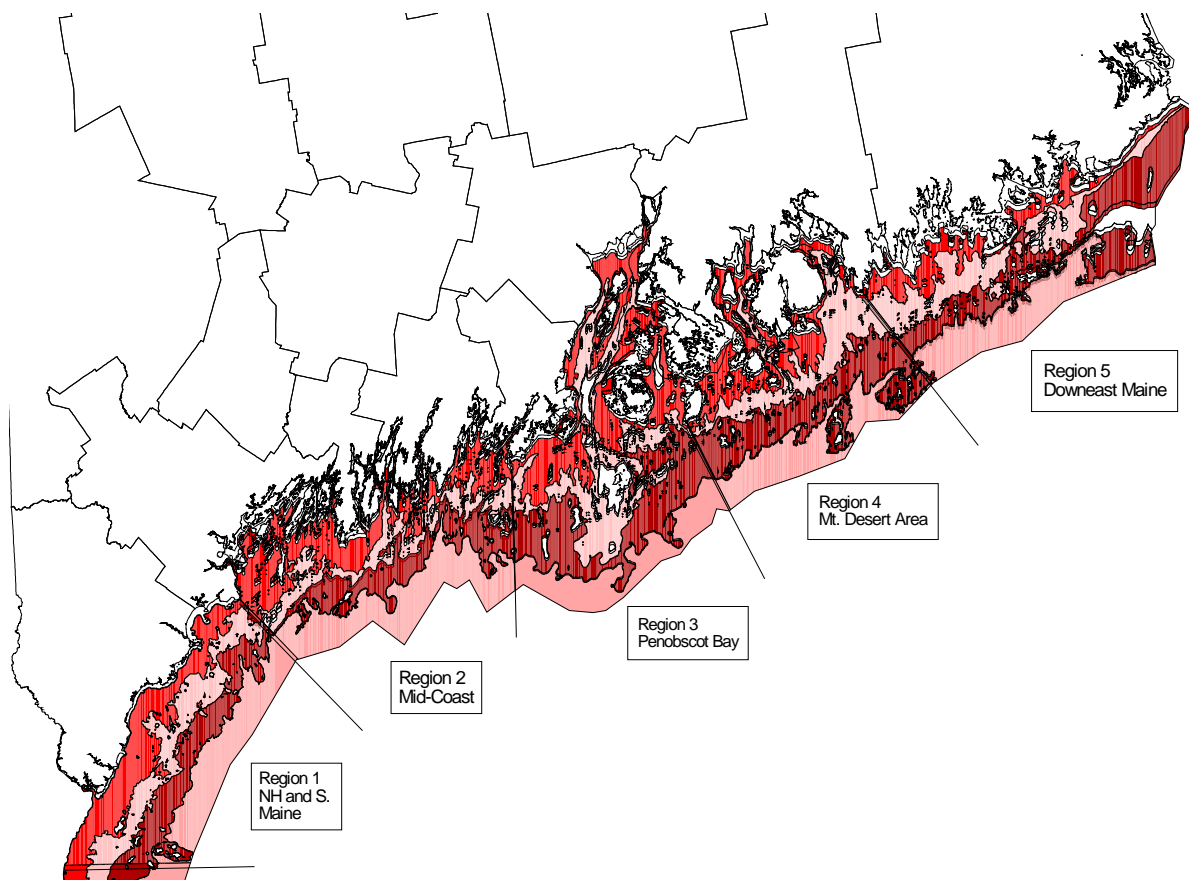 Region 5
Downeast Maine
Region 4
Mt. Desert Area
Region 3
Penobscot Bay
Region 2
Mid-Coast
Region 1
NH and S.
Maine